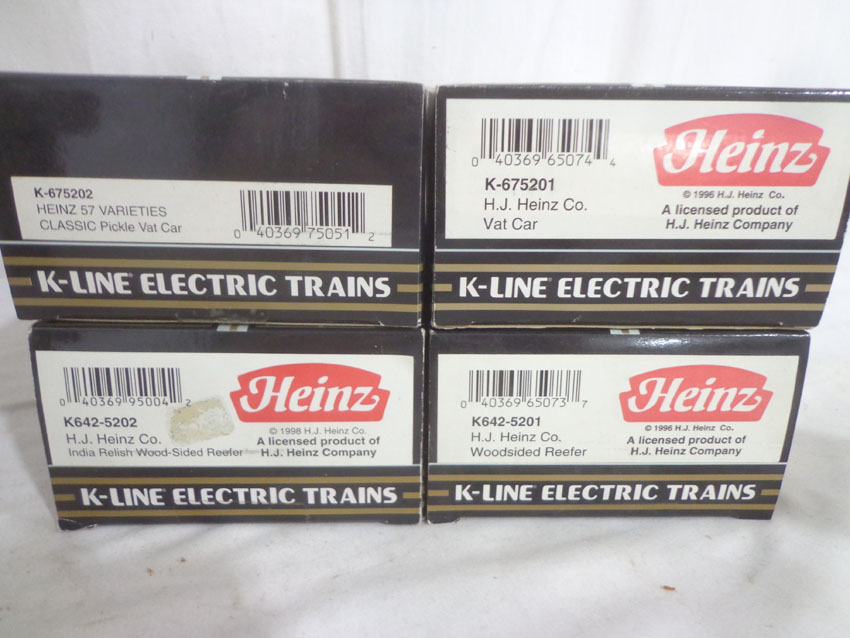 K-675202
HEINZ 57 VARIETIES
CLASSIC Pickle Vat Car
0 40369 75051 2
K-LINE ELECTRIC TRAINS
0 40369 65074 4
K-675201
H.J. Heinz Co.
Vat Car
Heinz
© 1996 H.J. Heinz Co.
A licensed product of
H.J. Heinz Company
K-LINE® ELECTRIC TRAINS
0 40369 95004 2
K642-5202
H.J. Heinz Co.
India Relish Wood-Sided Reefer
Heinz
© 1998 H.J. Heinz Co.
A licensed product of
H.J. Heinz Company
K-LINE® ELECTRIC TRAINS
0 40369 65073 7
K642-5201
H.J. Heinz Co.
Woodsided Reefer
Heinz
© 1996 H.J. Heinz Co.
A licensed product of
H.J. Heinz Company
K-LINE® ELECTRIC TRAINS